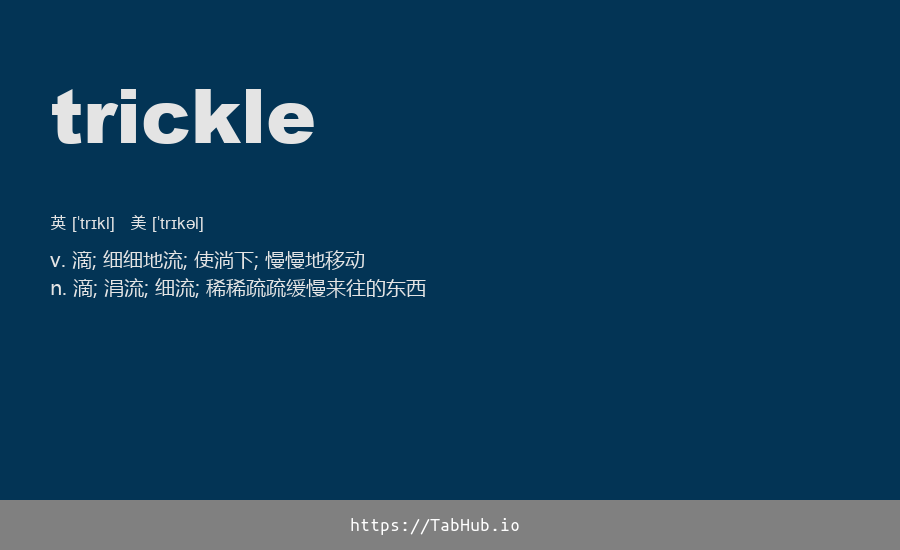 trickle
英 [ˈtrɪkl] 美 [ˈtrɪkəl]
v. 滴; 细细地流; 使淌下; 慢慢地移动
n. 滴; 涓流; 细流; 稀稀疏疏缓慢来往的东西
https://TabHub.io